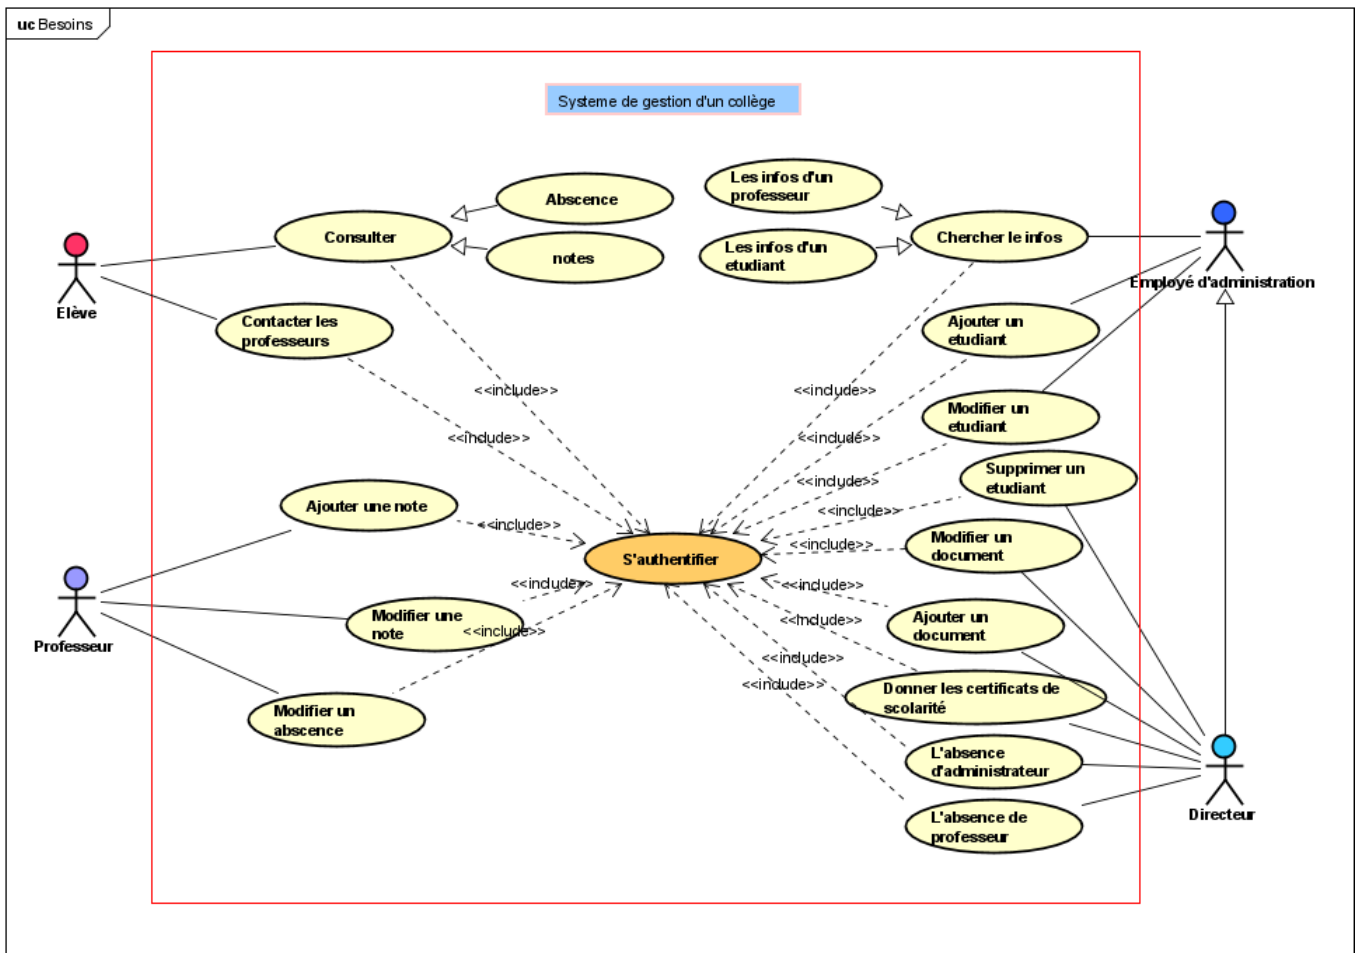 uc Besoins
Systeme de gestion d'un collège
Les infos d'un
professeur
Abscence
Consulter
Chercher le infos
notes
Les infos d'un
etudiant
Employé d'administration
Elève
Contacter les
professeurs
Ajouter un
etudiant
<<include>>
<<include>>
Modifier un
etudiant
<<include>>
<<include>>
Supprimer un
etudiant
<<include>>
Ajouter une note
<<include>>
<<include>>
Modifier un
document
<<include>>
S'authentifier
<<include>>
<<include>>
Professeur
Modifier une
note
<<include>>
Ajouter un
document
<<include>>
<<include>>
<<include>>
Donner les certificats de
scolarité
Modifier un
abscence
L'absence
d'administrateur
L'absence de
professeur
Directeur